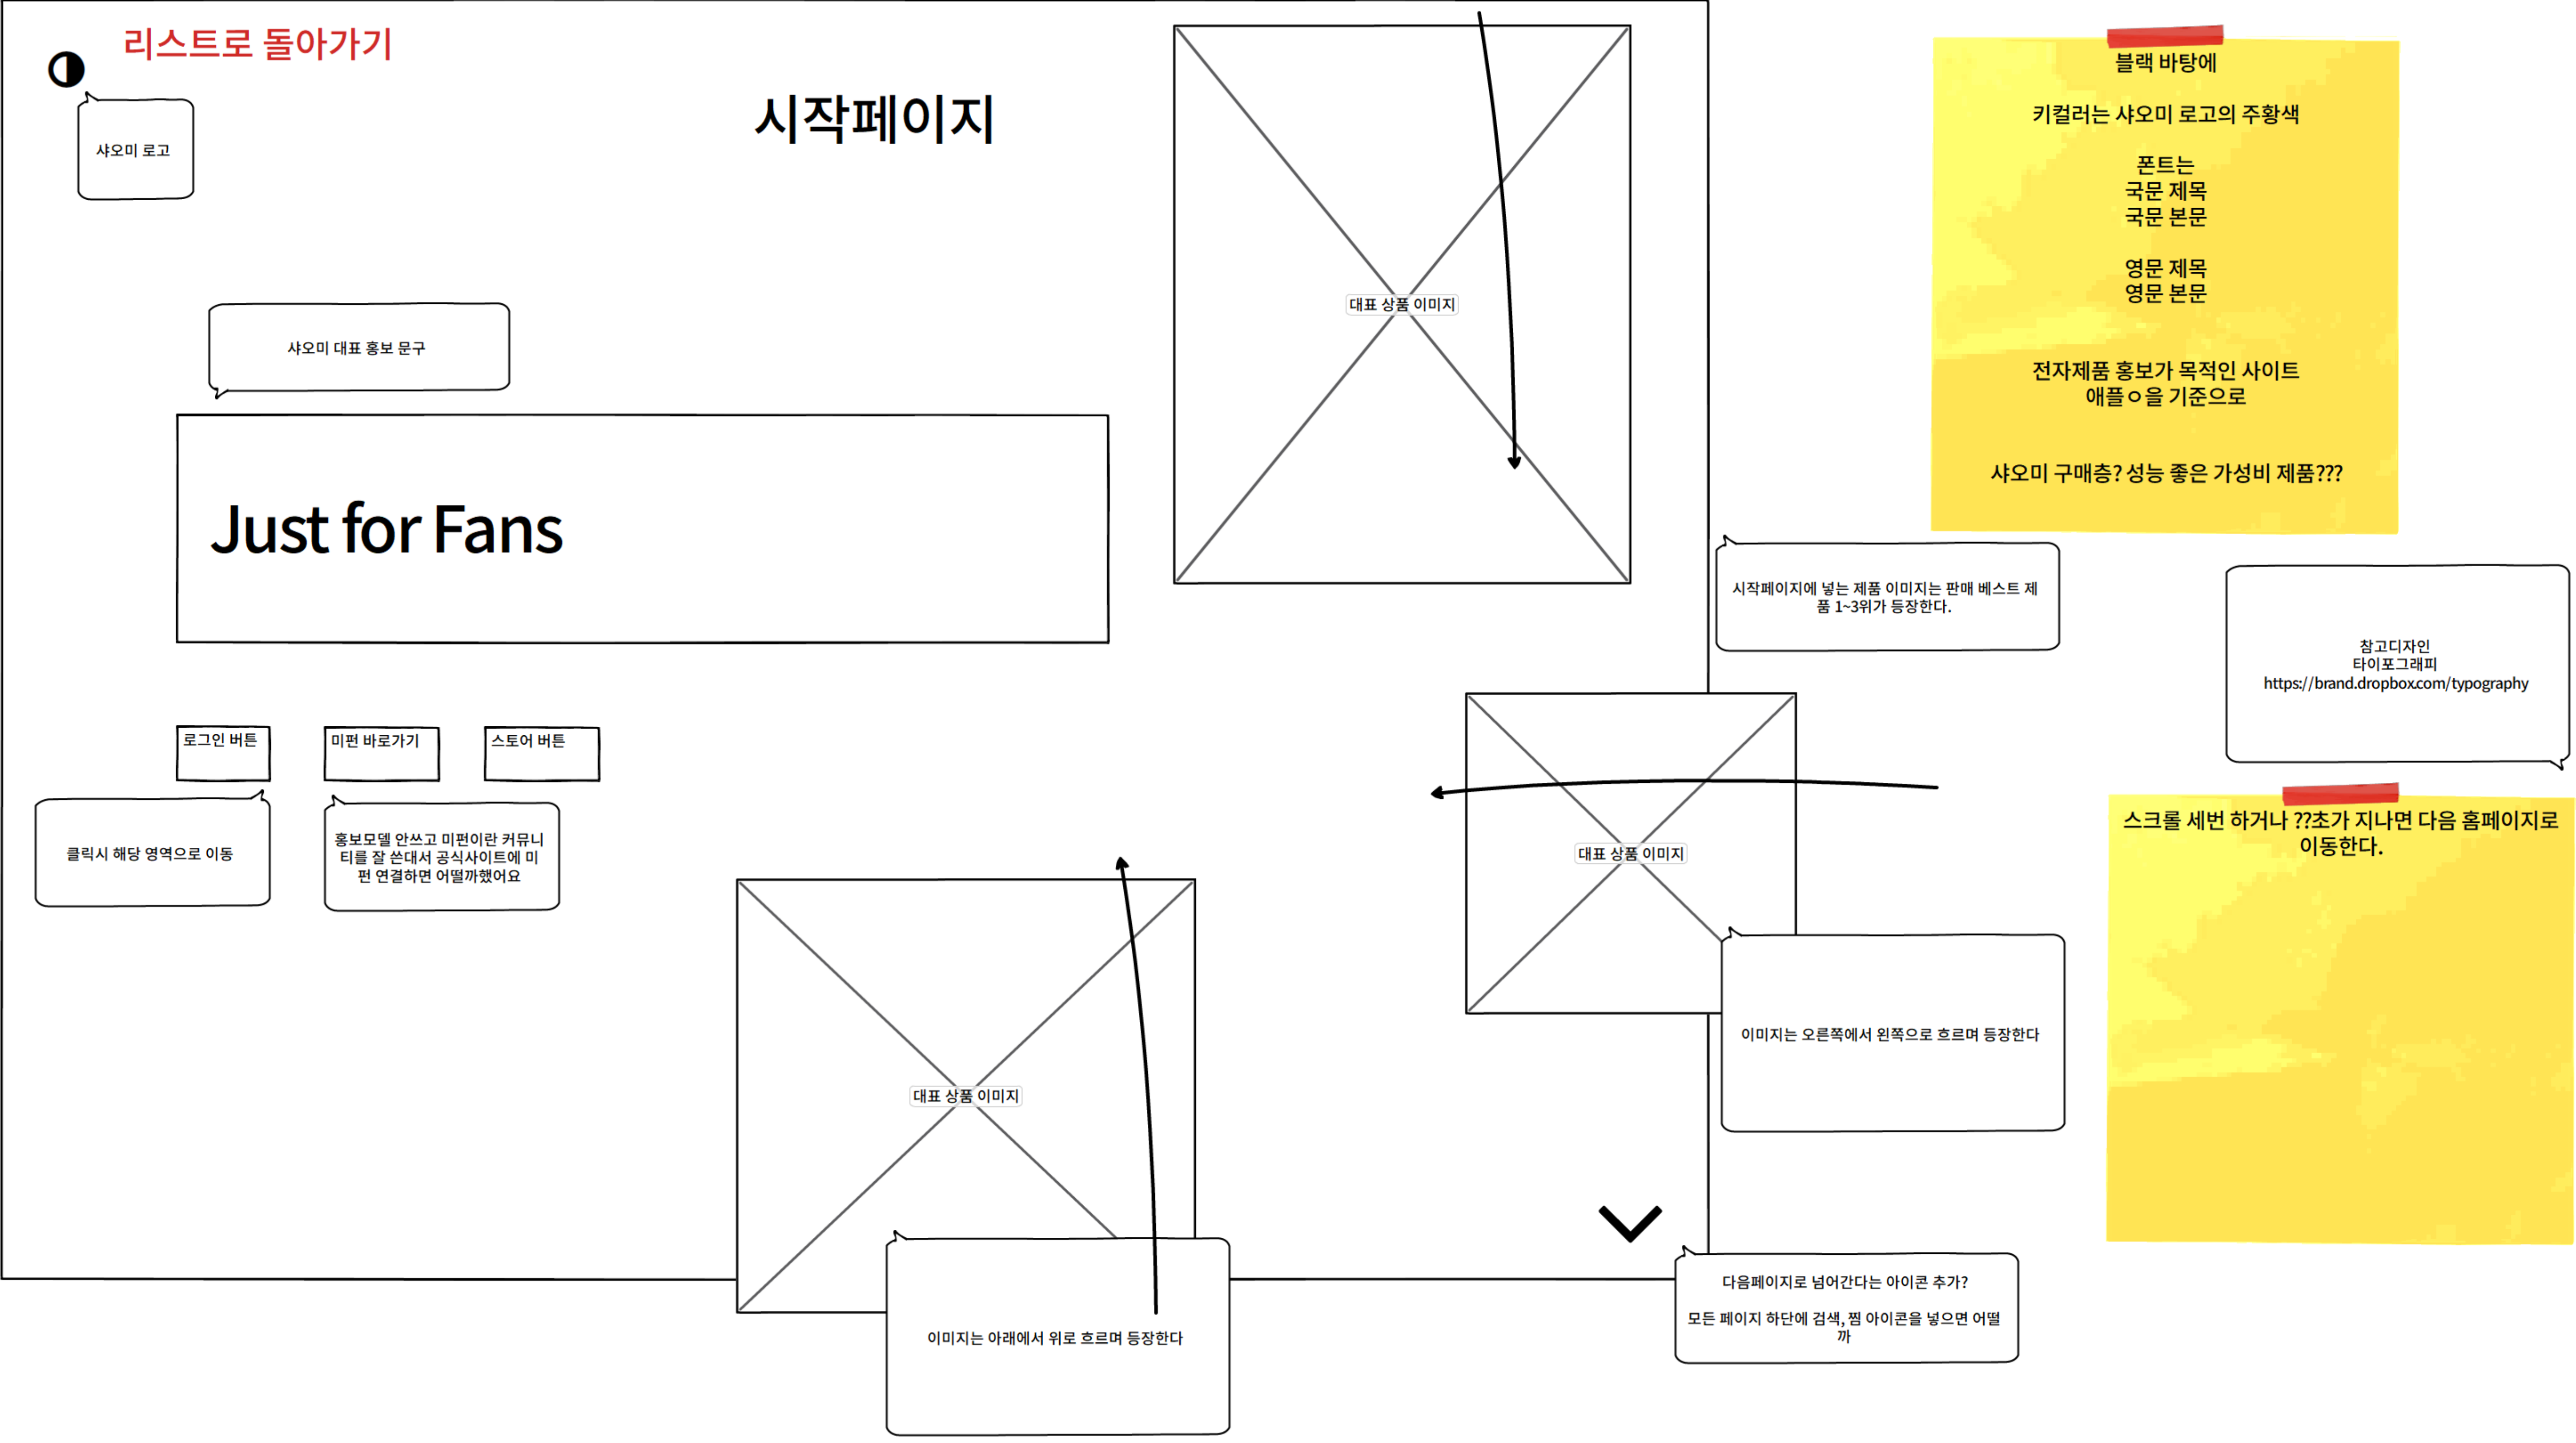 리스트로 돌아가기
샤오미 로고
시작페이지
대표 상품 이미지
샤오미 대표 홍보 문구
Just for Fans
로그인 버튼
미펀 바로가기
스토어 버튼
클릭시 해당 영역으로 이동
홍보모델 안쓰고 미펀이란 커뮤니
티를 잘 쓴대서 공식사이트에 미
펀 연결하면 어떨까했어요
대표 상품 이미지
이미지는 아래에서 위로 흐르며 등장한다
대표 상품 이미지
이미지는 오른쪽에서 왼쪽으로 흐르며 등장한다
다음페이지로 넘어간다는 아이콘 추가?
모든 페이지 하단에 검색, 찜 아이콘을 넣으면 어떨
까
블랙 바탕에
키컬러는 샤오미 로고의 주황색
폰트는
국문 제목
국문 본문
영문 제목
영문 본문
전자제품 홍보가 목적인 사이트
애플ㅇ을 기준으로
샤오미 구매층? 성능 좋은 가성비 제품???
시작페이지에 넣는 제품 이미지는 판매 베스트 제
품 1~3위가 등장한다.
참고디자인
타이포그래피
https://brand.dropbox.com/typography
스크롤 세번 하거나 ??초가 지나면 다음 홈페이지로
이동한다.